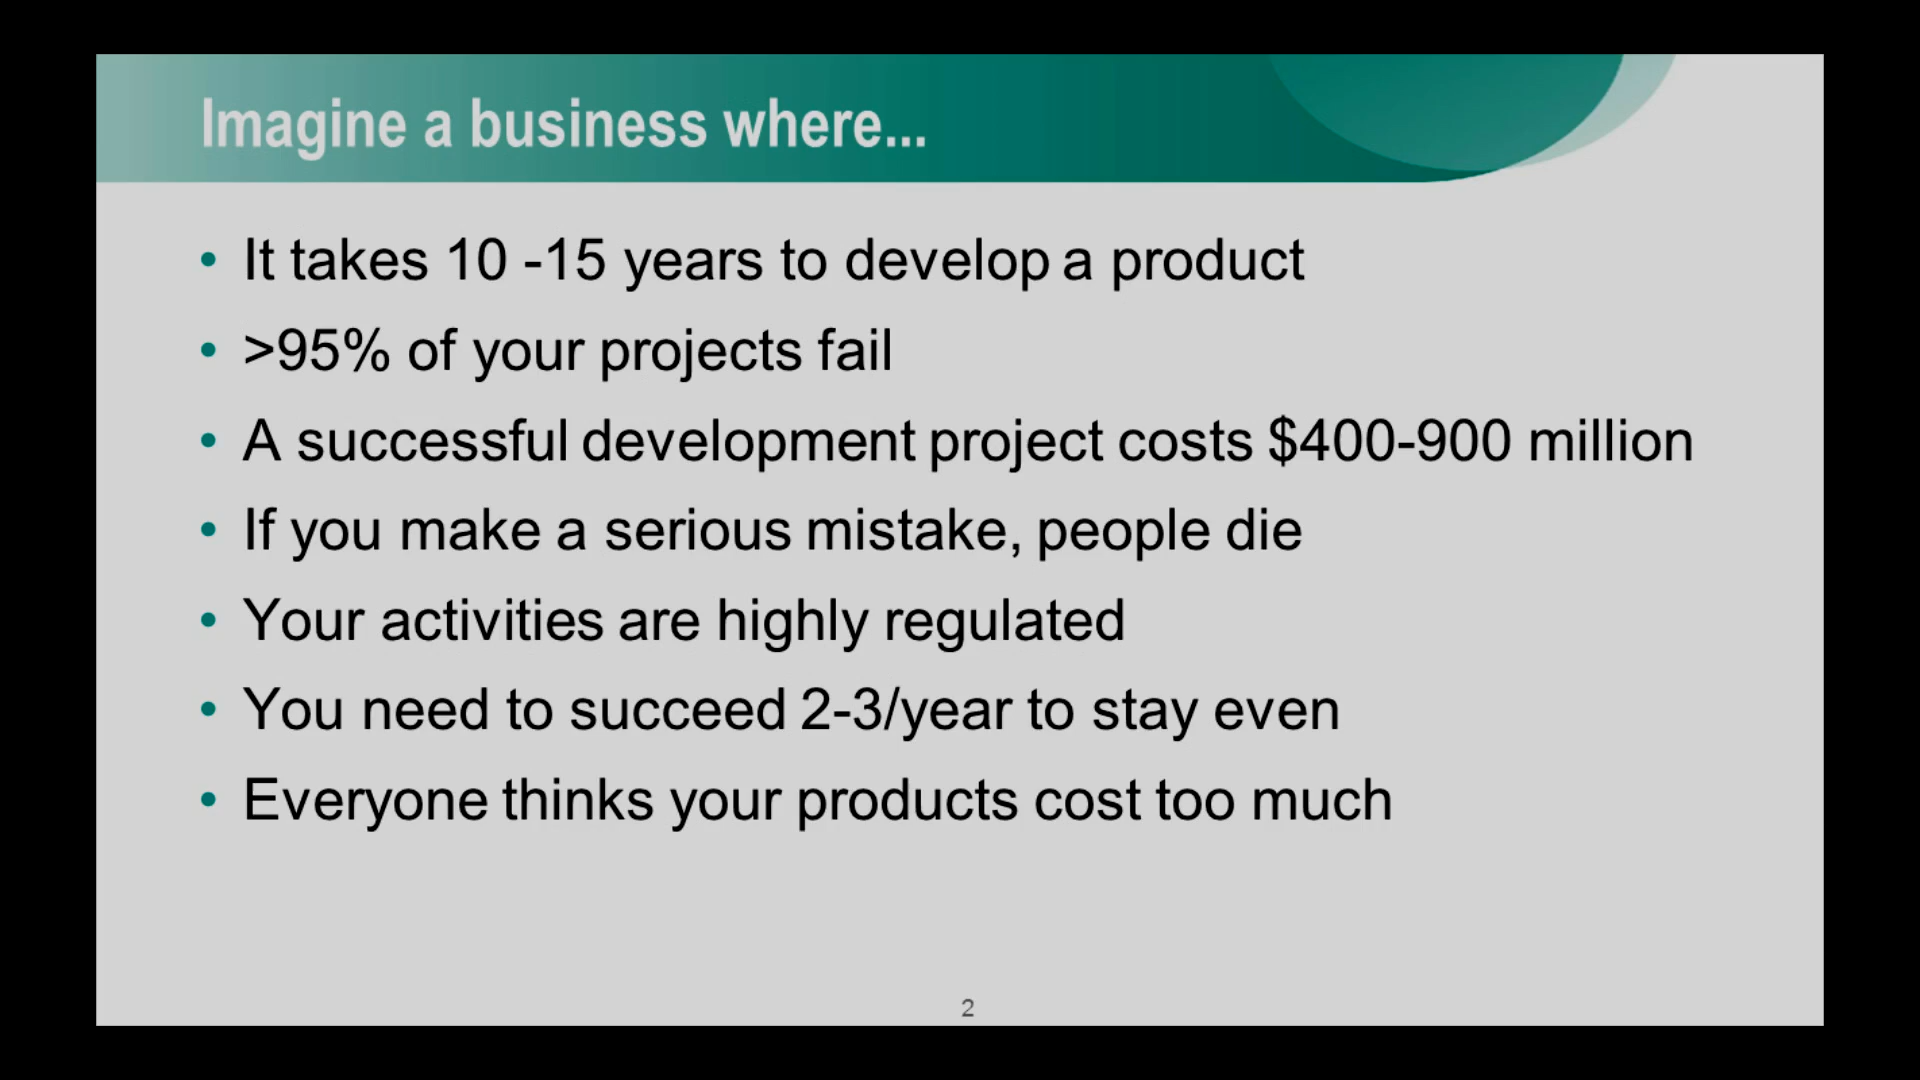 Imagine a business where...
• It takes 10 -15 years to develop a product
• >95% of your projects fail
• A successful development project costs $400-900 million
• If you make a serious mistake, people die
• Your activities are highly regulated
• You need to succeed 2-3/year to stay even
• Everyone thinks your products cost too much
2